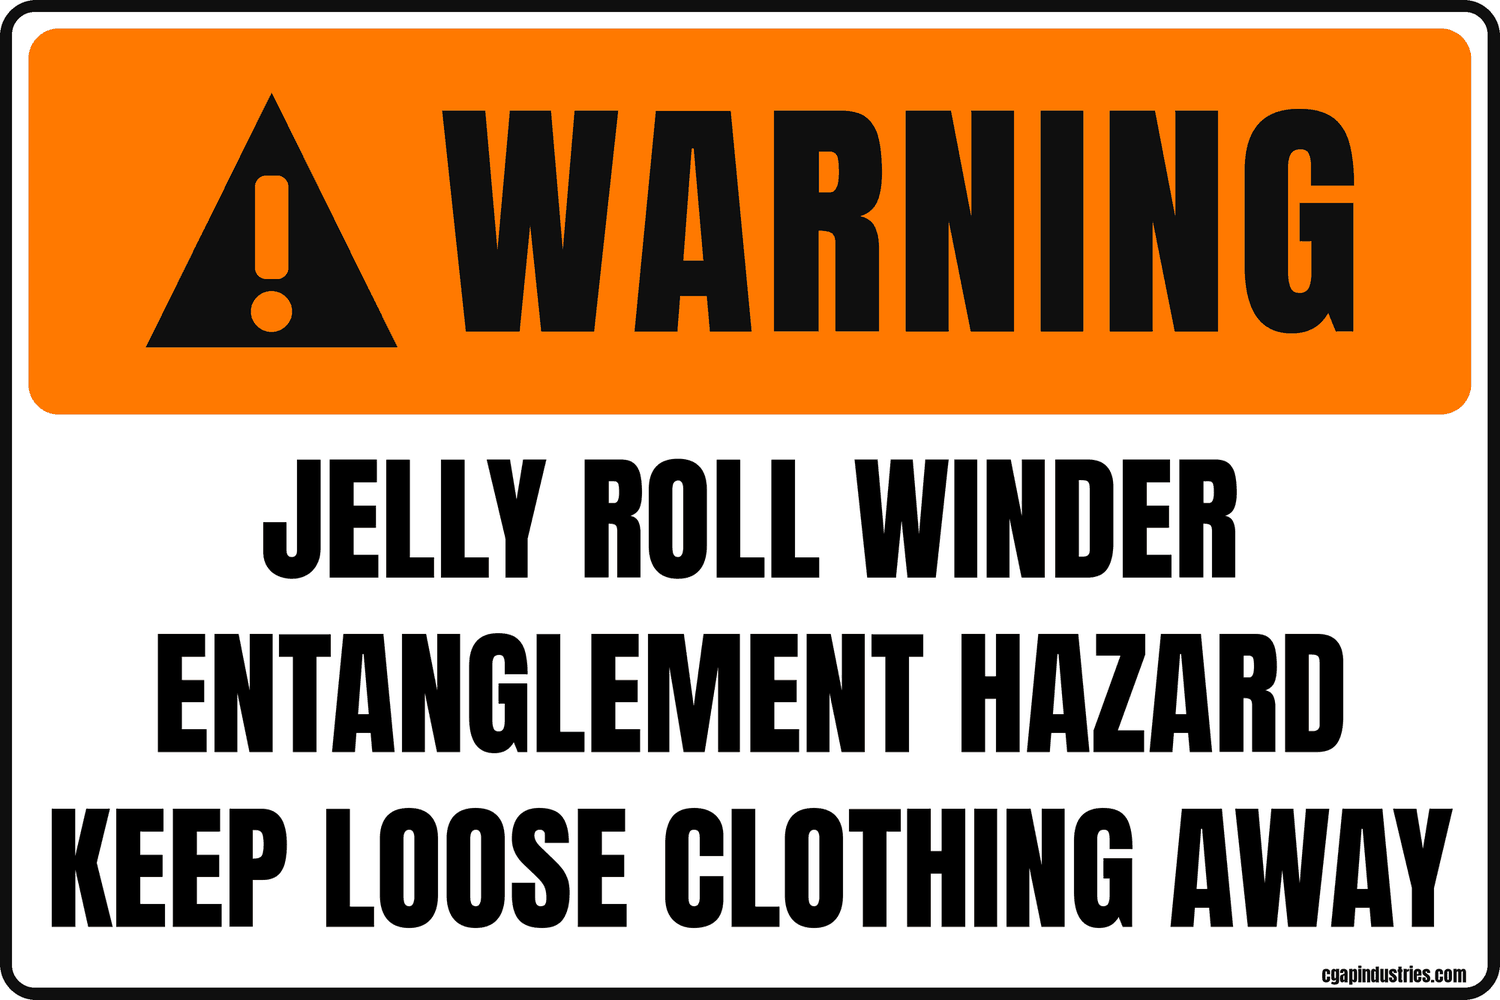 WARNING
JELLY ROLL WINDER
ENTANGLEMENT HAZARD
KEEP LOOSE CLOTHING AWAY
cgapindustries.com